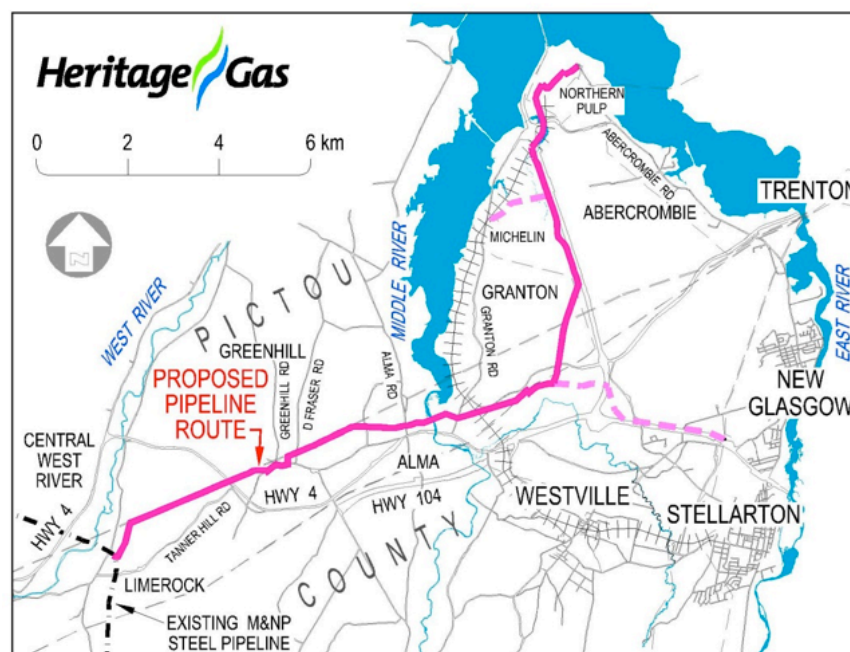 Heritage Gas
0 2 4 6 km
N
NORTHERN
PULP
ABERCROMBIE RD
TRENTON
ABERCROMBIE
MICHELIN
MIDDLE RIVER
GRANTON
GRANTON RD
EAST RIVER
WEST RIVER
PICTOU
GREENHILL
GREENHILL RD
D FRASER RD
ALMA RD
PROPOSED
PIPELINE
ROUTE
NEW
GLASGOW
CENTRAL
WEST
RIVER
HWY 4
ALMA
HWY 4
HWY 104
WESTVILLE
STELLARTON
TANNER HILL RD
COUNTY
LIMEROCK
EXISTING M&NP
STEEL PIPELINE